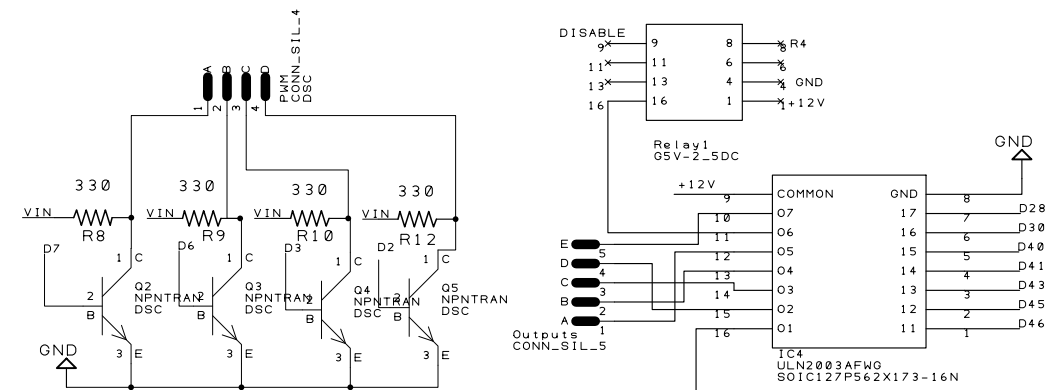 PWM
CONN_SIL_4
DSC
A
B
C
D
1
2
3
4
330
330
330
330
VIN
R8
VIN
R9
VIN
R10
VIN
R12
D7
D6
D3
D2
1 C
1 C
1 C
1 C
2
B
Q2
NPNTRAN
DSC
2
B
Q3
NPNTRAN
DSC
2
B
Q4
NPNTRAN
DSC
2
B
Q5
NPNTRAN
DSC
3 E
3 E
3 E
3 E
GND
DISABLE
9
11
13
16
9 8
11 6
13 4
16 1
8 R4
6
4 GND
1 +12V
Relay1
G5V-2_5DC
GND
+12V
9 COMMON GND 8
10 O7 17 7 D28
11 O6 16 6 D30
12 O5 15 5 D40
13 O4 14 4 D41
14 O3 13 3 D43
15 O2 12 2 D45
16 O1 11 1 D46
E 5
D 4
C 3
B 2
A 1
Outputs
CONN_SIL_5
IC4
ULN2003AFWG
SOIC127P562X173-16N